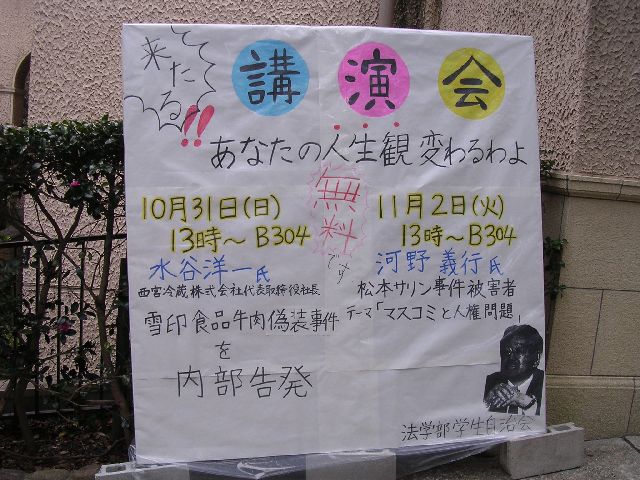 来たる!!
講演会
あなたの人生観変わるわよ
無料です
10月31日(日)
13時～B304
水谷洋一氏
西宮冷蔵株式会社代表取締役社長
雪印食品牛肉偽装事件
を
内部告発
11月2日(火)
13時～B304
河野義行氏
松本サリン事件被害者
テーマ「マスコミと人権問題」
法学部学生自治会